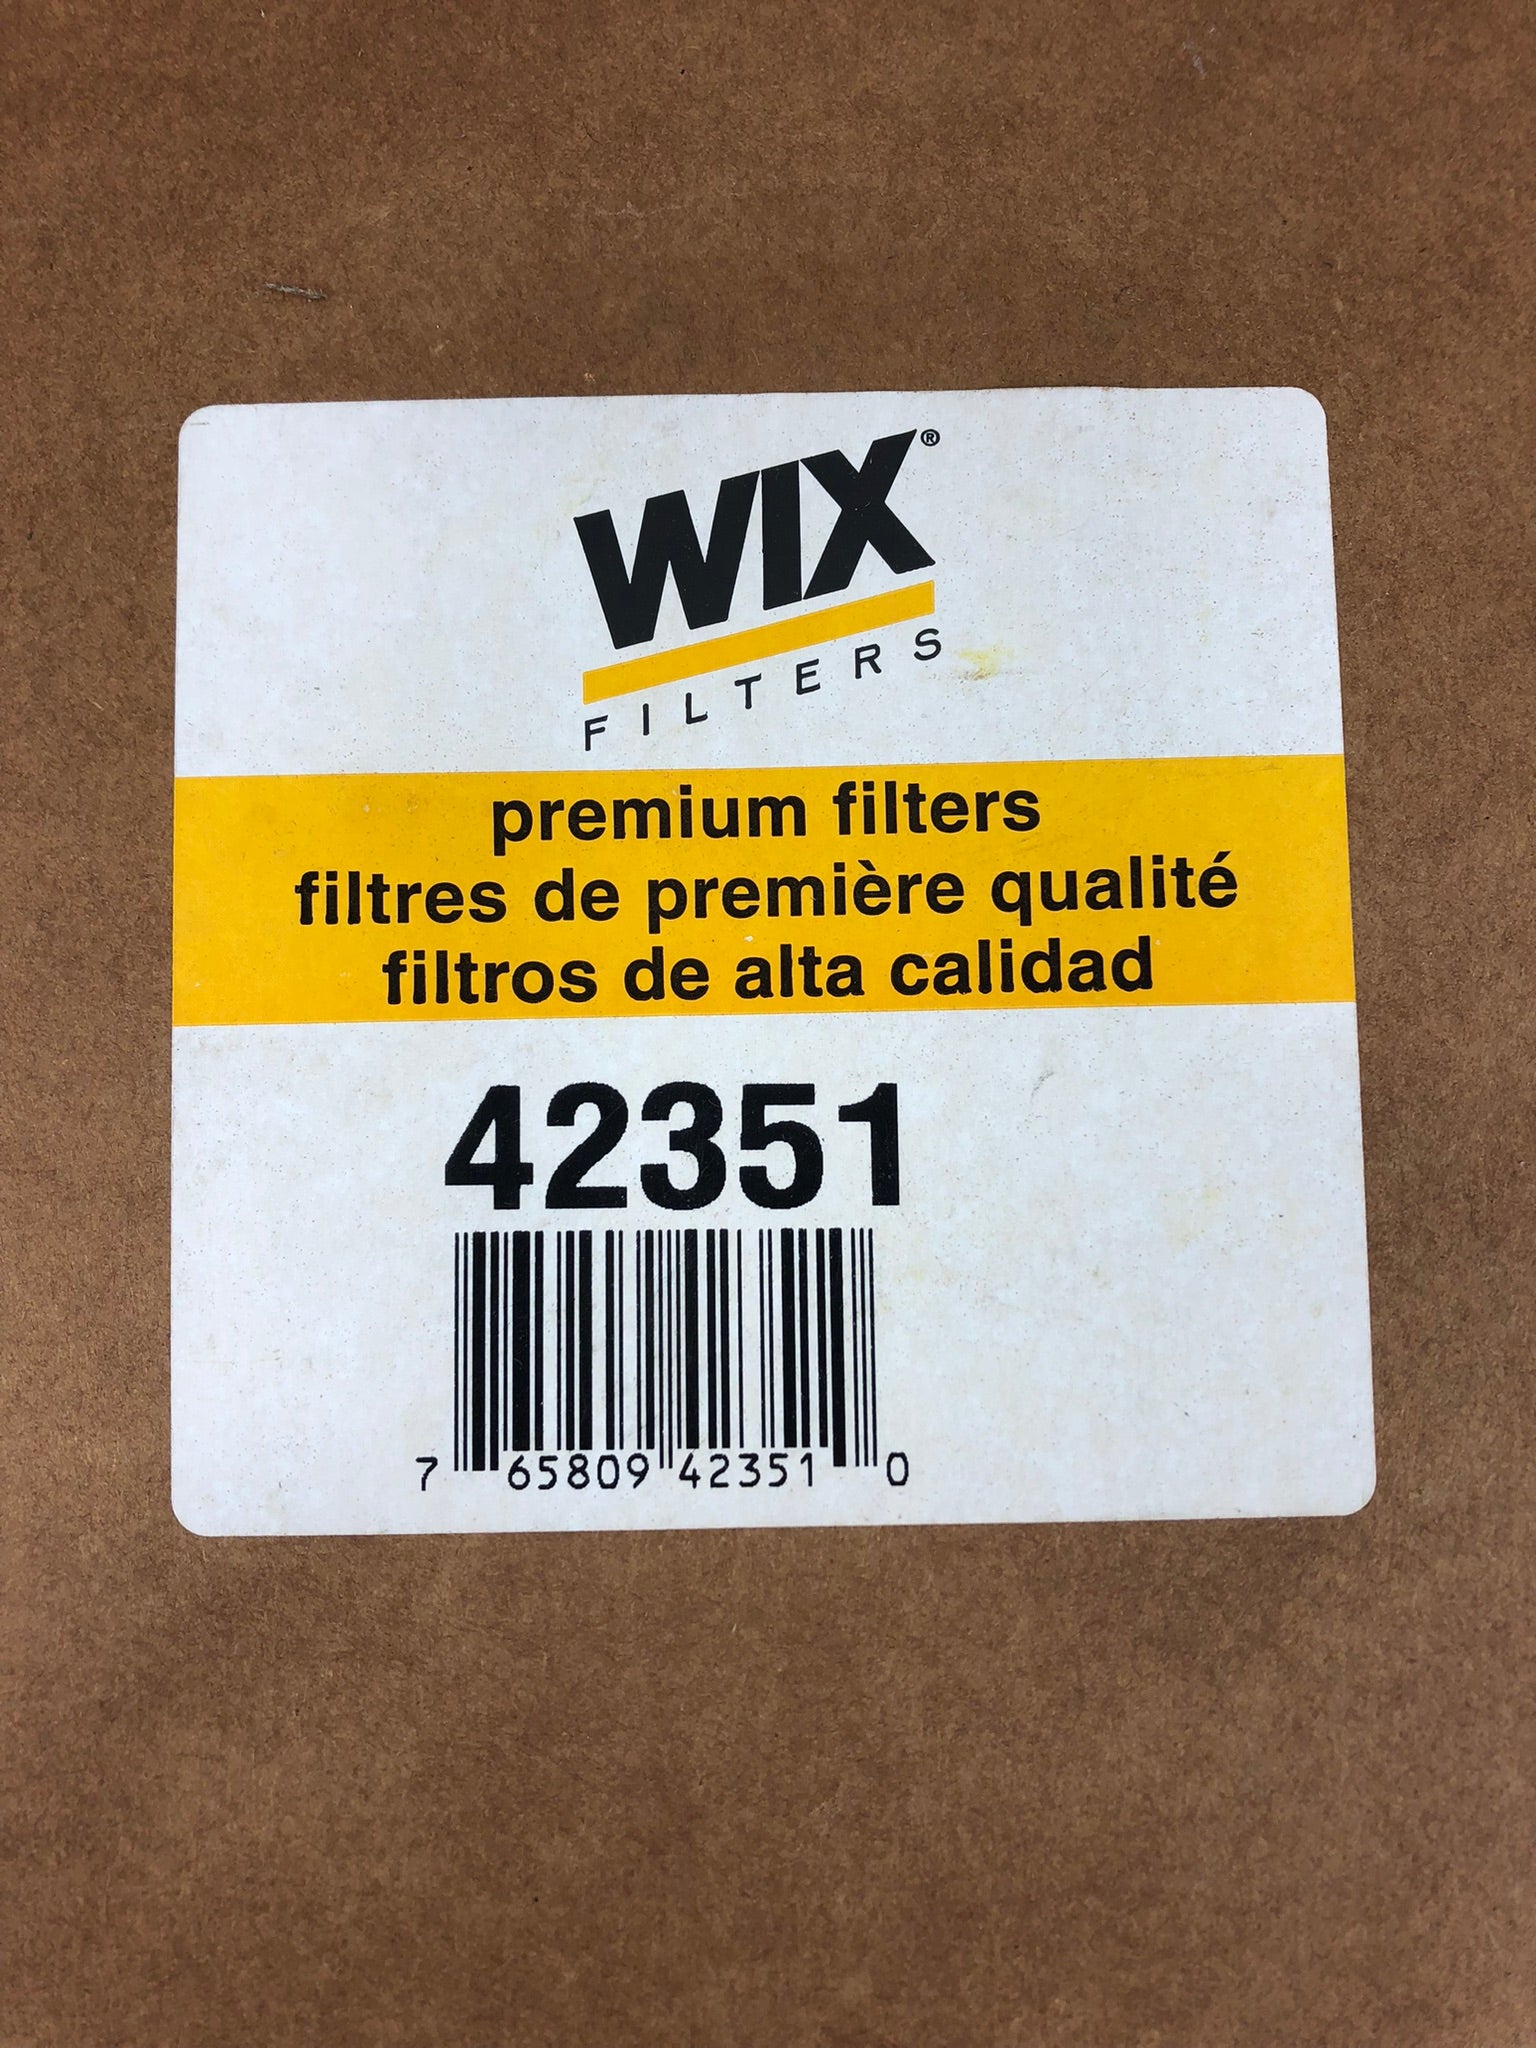 WIX®
FILTERS
premium filters
filtres de première qualité
filtros de alta calidad
42351
7 65809 42351 0